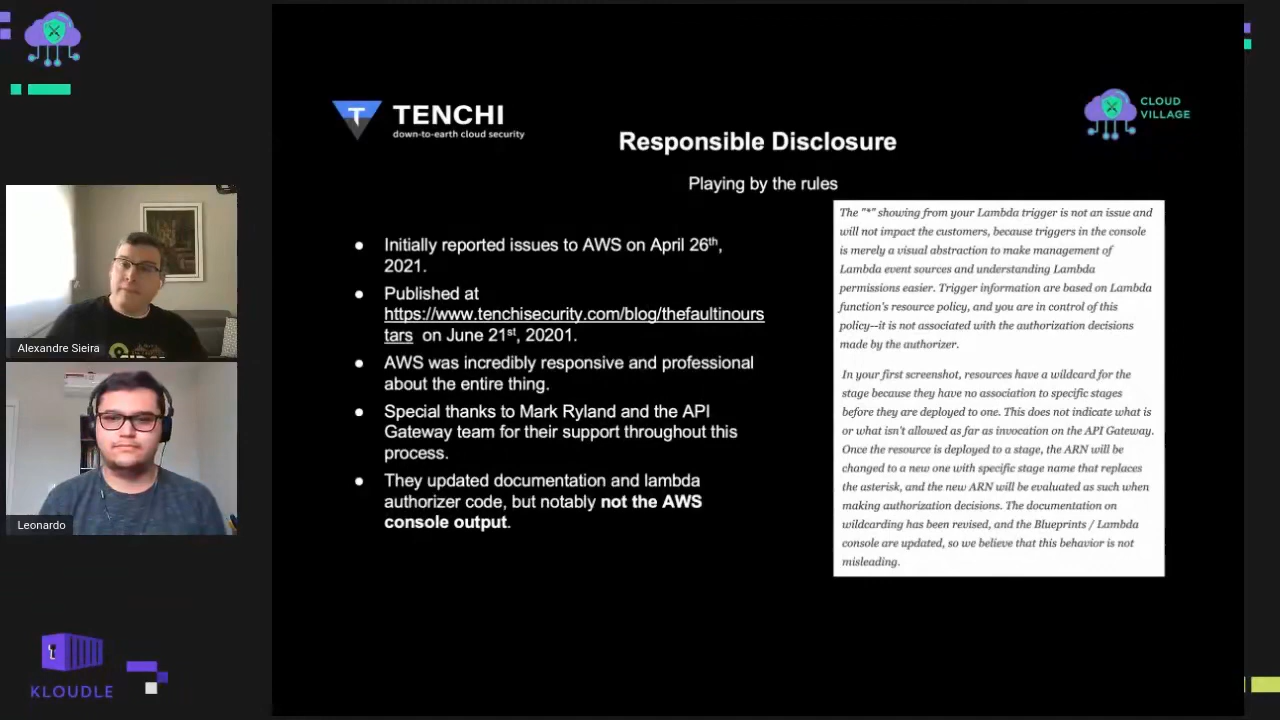 TENCHI
down-to-earth cloud security
CLOUD
VILLAGE
Responsible Disclosure
Playing by the rules
● Initially reported issues to AWS on April 26th,
2021.
● Published at
https://www.tenchisecurity.com/blog/thefaultinours
tars on June 21st, 20201.
● AWS was incredibly responsive and professional
about the entire thing.
● Special thanks to Mark Ryland and the API
Gateway team for their support throughout this
process.
● They updated documentation and lambda
authorizer code, but notably not the AWS
console output.
The "*" showing from your Lambda trigger is not an issue and
will not impact the customers, because triggers in the console
is merely a visual abstraction to make management of
Lambda event sources and understanding Lambda
permissions easier. Trigger information are based on Lambda
function's resource policy, and you are in control of this
policy--it is not associated with the authorization decisions
made by the authorizer.
In your first screenshot, resources have a wildcard for the
stage because they have no association to specific stages
before they are deployed to one. This does not indicate what is
or what isn't allowed as far as invocation on the API Gateway.
Once the resource is deployed to a stage, the ARN will be
changed to a new one with specific stage name that replaces
the asterisk, and the new ARN will be evaluated as such when
making authorization decisions. The documentation on
wildcarding has been revised, and the Blueprints / Lambda
console are updated, so we believe that this behavior is not
misleading.
Alexandre Sieira
Leonardo
KLOUDLE